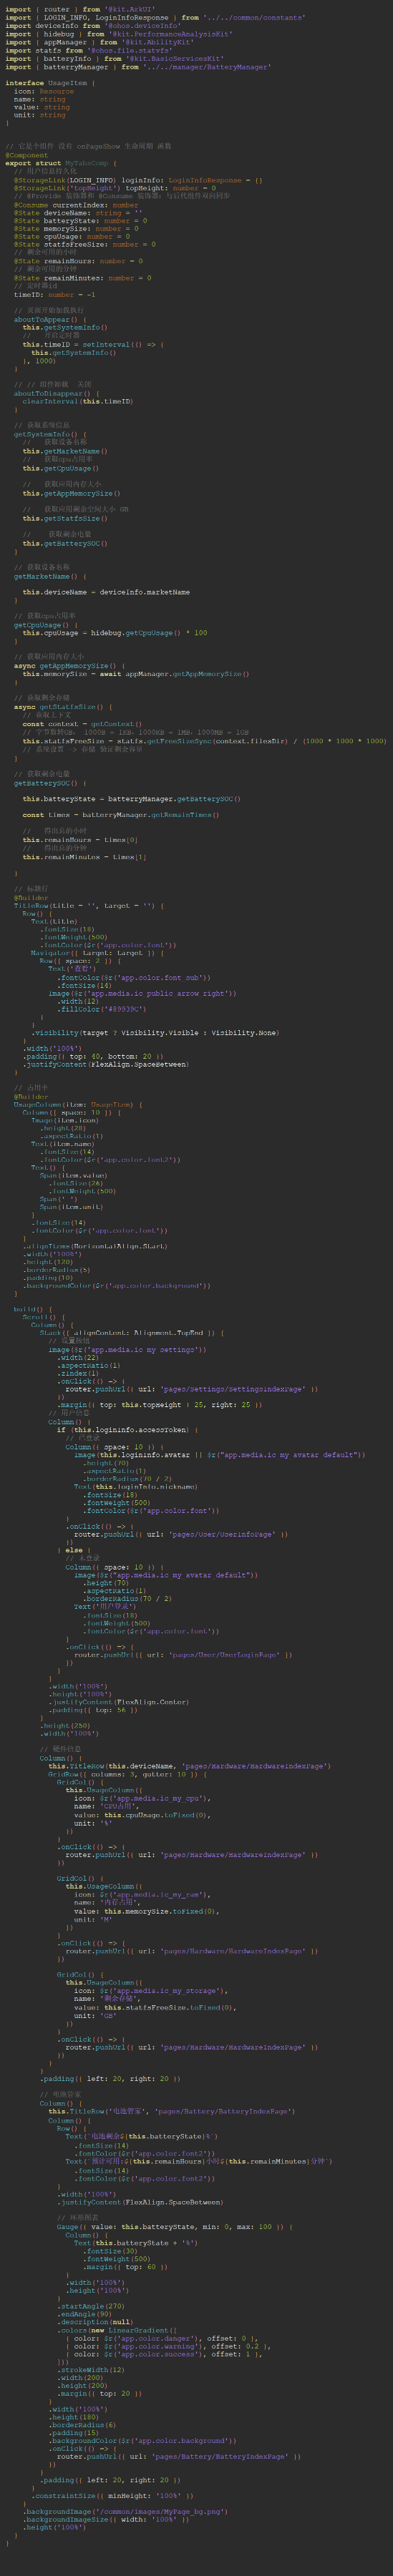 import { router } from '@kit.ArkUI'
import { LOGIN_INFO, LoginInfoResponse } from '../../common/constants'
import deviceInfo from '@ohos.deviceInfo'
import { hidebug } from '@kit.PerformanceAnalysisKit'
import { appManager } from '@kit.AbilityKit'
import statfs from '@ohos.file.statvfs'
import { batteryInfo } from '@kit.BasicServicesKit'
import { batterryManager } from '../../manager/BatteryManager'

interface UsageItem {
  icon: Resource
  name: string
  value: string
  unit: string
}


// 它是个组件 没有 onPageShow 生命周期 函数
@Component
export struct MyTakeComp {
  // 用户信息持久化
  @StorageLink(LOGIN_INFO) loginInfo: LoginInfoResponse = {}
  @StorageLink('topHeight') topHeight: number = 0
  // @Provide 装饰器和 @Consume 装饰器：与后代组件双向同步
  @Consume currentIndex: number
  @State deviceName: string = ''
  @State batteryState: number = 0
  @State memorySize: number = 0
  @State cpuUsage: number = 0
  @State statfsFreeSize: number = 0
  // 剩余可用的小时
  @State remainHours: number = 0
  // 剩余可用的分钟
  @State remainMinutes: number = 0
  // 定时器id
  timeID: number = -1

  // 页面开始加载执行
  aboutToAppear() {
    this.getSystemInfo()
    //   开启定时器
    this.timeID = setInterval(() => {
      this.getSystemInfo()
    }, 1000)
  }

  // // 组件卸载  关闭
  aboutToDisappear() {
    clearInterval(this.timeID)
  }

  // 获取系统信息
  getSystemInfo() {
    //   获取设备名称
    this.getMarketName()
    //   获取cpu占用率
    this.getCpuUsage()

    //   获取应用内存大小
    this.getAppMemorySize()

    //   获取应用剩余空间大小 GB
    this.getStatfsSize()

    //    获取剩余电量
    this.getBatterySOC()
  }

  // 获取设备名称
  getMarketName() {

    this.deviceName = deviceInfo.marketName
  }

  // 获取cpu占用率
  getCpuUsage() {
    this.cpuUsage = hidebug.getCpuUsage() * 100
  }

  // 获取应用内存大小
  async getAppMemorySize() {
    this.memorySize = await appManager.getAppMemorySize()
  }

  // 获取剩余存储
  async getStatfsSize() {
    // 获取上下文
    const context = getContext()
    // 字节数转GB， 1000B = 1KB，1000KB = 1MB，1000MB = 1GB
    this.statfsFreeSize = statfs.getFreeSizeSync(context.filesDir) / (1000 * 1000 * 1000)
    // 系统设置 -> 存储 验证剩余存储
  }

  // 获取剩余电量
  getBatterySOC() {

    this.batteryState = batterryManager.getBatterySOC()

    const times = batterryManager.getRemainTimes()

    //   得出总的小时
    this.remainHours = times[0]
    //   得出总的分钟
    this.remainMinutes = times[1]

  }

  // 标题行
  @Builder
  TitleRow(title = '', target = '') {
    Row() {
      Text(title)
        .fontSize(18)
        .fontWeight(500)
        .fontColor($r('app.color.font'))
      Navigator({ target: target }) {
        Row({ space: 2 }) {
          Text('查看')
            .fontColor($r('app.color.font_sub'))
            .fontSize(14)
          Image($r('app.media.ic_public_arrow_right'))
            .width(12)
            .fillColor('#89939C')
        }
      }
      .visibility(target ? Visibility.Visible : Visibility.None)
    }
    .width('100%')
    .padding({ top: 40, bottom: 20 })
    .justifyContent(FlexAlign.SpaceBetween)
  }

  // 占用率
  @Builder
  UsageColumn(item: UsageItem) {
    Column({ space: 10 }) {
      Image(item.icon)
        .height(28)
        .aspectRatio(1)
      Text(item.name)
        .fontSize(14)
        .fontColor($r('app.color.font2'))
      Text() {
        Span(item.value)
          .fontSize(26)
          .fontWeight(500)
        Span(' ')
        Span(item.unit)
      }
      .fontSize(14)
      .fontColor($r('app.color.font'))
    }
    .alignItems(HorizontalAlign.Start)
    .width('100%')
    .height(120)
    .borderRadius(5)
    .padding(10)
    .backgroundColor($r('app.color.background'))
  }

  build() {
    Scroll() {
      Column() {
        Stack({ alignContent: Alignment.TopEnd }) {
          // 设置按钮
          Image($r('app.media.ic_my_settings'))
            .width(22)
            .aspectRatio(1)
            .zIndex(1)
            .onClick(() => {
              router.pushUrl({ url: 'pages/Settings/SettingsIndexPage' })
            })
            .margin({ top: this.topHeight + 25, right: 25 })
          // 用户信息
          Column() {
            if (this.loginInfo.accessToken) {
              // 已登录
              Column({ space: 10 }) {
                Image(this.loginInfo.avatar || $r("app.media.ic_my_avatar_default"))
                  .height(70)
                  .aspectRatio(1)
                  .borderRadius(70 / 2)
                Text(this.loginInfo.nickname)
                  .fontSize(18)
                  .fontWeight(500)
                  .fontColor($r('app.color.font'))
              }
              .onClick(() => {
                router.pushUrl({ url: 'pages/User/UserInfoPage' })
              })
            } else {
              // 未登录
              Column({ space: 10 }) {
                Image($r("app.media.ic_my_avatar_default"))
                  .height(70)
                  .aspectRatio(1)
                  .borderRadius(70 / 2)
                Text('用户登录')
                  .fontSize(18)
                  .fontWeight(500)
                  .fontColor($r('app.color.font'))
              }
              .onClick(() => {
                router.pushUrl({ url: 'pages/User/UserLoginPage' })
              })
            }
          }
          .width('100%')
          .height('100%')
          .justifyContent(FlexAlign.Center)
          .padding({ top: 56 })
        }
        .height(250)
        .width('100%')

        // 硬件信息
        Column() {
          this.TitleRow(this.deviceName, 'pages/Hardware/HardwareIndexPage')
          GridRow({ columns: 3, gutter: 10 }) {
            GridCol() {
              this.UsageColumn({
                icon: $r('app.media.ic_my_cpu'),
                name: 'CPU占用',
                value: this.cpuUsage.toFixed(0),
                unit: '%'
              })
            }
            .onClick(() => {
              router.pushUrl({ url: 'pages/Hardware/HardwareIndexPage' })
            })

            GridCol() {
              this.UsageColumn({
                icon: $r('app.media.ic_my_ram'),
                name: '内存占用',
                value: this.memorySize.toFixed(0),
                unit: 'M'
              })
            }
            .onClick(() => {
              router.pushUrl({ url: 'pages/Hardware/HardwareIndexPage' })
            })

            GridCol() {
              this.UsageColumn({
                icon: $r('app.media.ic_my_storage'),
                name: '剩余存储',
                value: this.statfsFreeSize.toFixed(0),
                unit: 'GB'
              })
            }
            .onClick(() => {
              router.pushUrl({ url: 'pages/Hardware/HardwareIndexPage' })
            })
          }
        }
        .padding({ left: 20, right: 20 })

        // 电池管家
        Column() {
          this.TitleRow('电池管家', 'pages/Battery/BatteryIndexPage')
          Column() {
            Row() {
              Text(`电池剩余${this.batteryState}%`)
                .fontSize(14)
                .fontColor($r('app.color.font2'))
              Text(`预计可用:${this.remainHours}小时${this.remainMinutes}分钟`)
                .fontSize(14)
                .fontColor($r('app.color.font2'))
            }
            .width('100%')
            .justifyContent(FlexAlign.SpaceBetween)

            // 环形图表
            Gauge({ value: this.batteryState, min: 0, max: 100 }) {
              Column() {
                Text(this.batteryState + '%')
                  .fontSize(30)
                  .fontWeight(500)
                  .margin({ top: 60 })
              }
              .width('100%')
              .height('100%')
            }
            .startAngle(270)
            .endAngle(90)
            .description(null)
            .colors(new LinearGradient([
              { color: $r('app.color.danger'), offset: 0 },
              { color: $r('app.color.warning'), offset: 0.2 },
              { color: $r('app.color.success'), offset: 1 },
            ]))
            .strokeWidth(12)
            .width(200)
            .height(200)
            .margin({ top: 20 })
          }
          .width('100%')
          .height(180)
          .borderRadius(6)
          .padding(15)
          .backgroundColor($r('app.color.background'))
          .onClick(() => {
            router.pushUrl({ url: 'pages/Battery/BatteryIndexPage' })
          })
        }
        .padding({ left: 20, right: 20 })
      }
      .constraintSize({ minHeight: '100%' })
    }
    .backgroundImage('/common/images/MyPage_bg.png')
    .backgroundImageSize({ width: '100%' })
    .height('100%')
  }
}